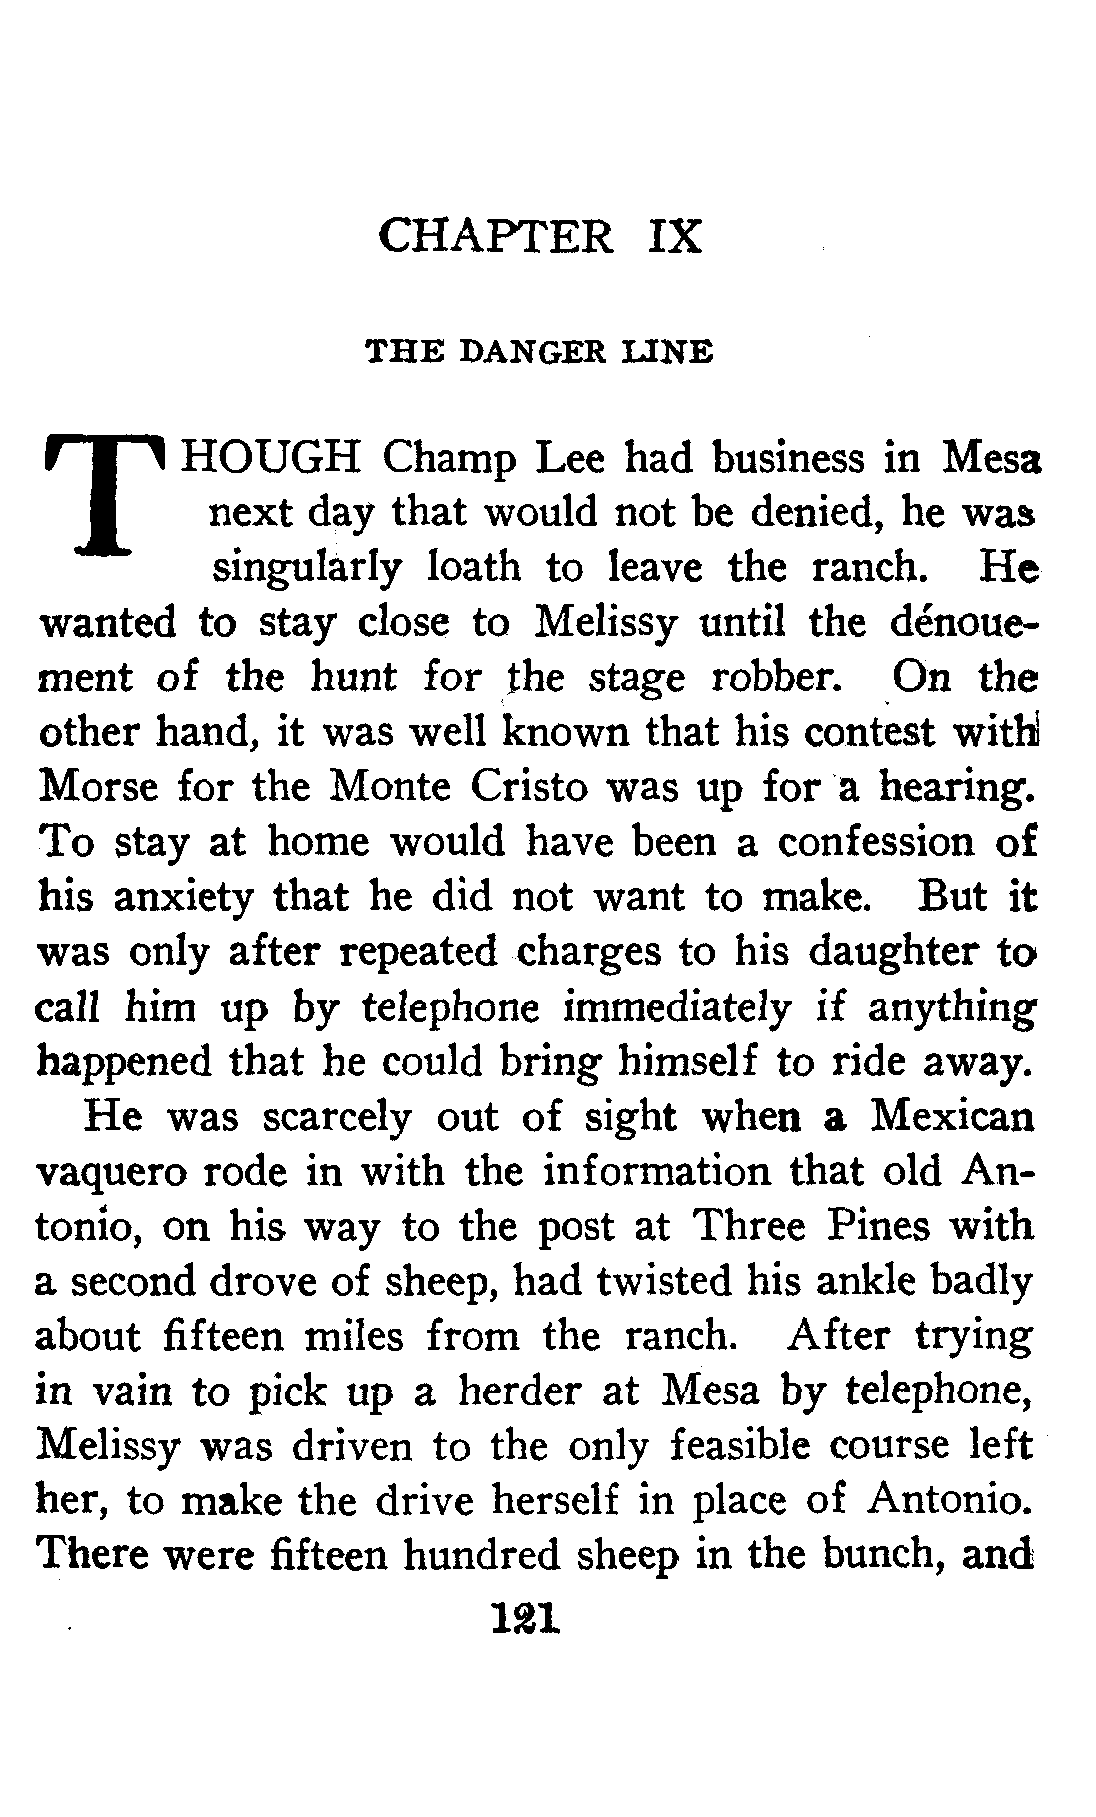 CHAPTER IX
THE DANGER LINE
THOUGH Champ Lee had business in Mesa
next day that would not be denied, he was
singularly loath to leave the ranch. He
wanted to stay close to Melissy until the dénoue-
ment of the hunt for the stage robber. On the
other hand, it was well known that his contest with
Morse for the Monte Cristo was up for a hearing.
To stay at home would have been a confession of
his anxiety that he did not want to make. But it
was only after repeated charges to his daughter to
call him up by telephone immediately if anything
happened that he could bring himself to ride away.
He was scarcely out of sight when a Mexican
vaquero rode in with the information that old An-
tonio, on his way to the post at Three Pines with
a second drove of sheep, had twisted his ankle badly
about fifteen miles from the ranch. After trying
in vain to pick up a herder at Mesa by telephone,
Melissy was driven to the only feasible course left
her, to make the drive herself in place of Antonio.
There were fifteen hundred sheep in the bunch, and
121